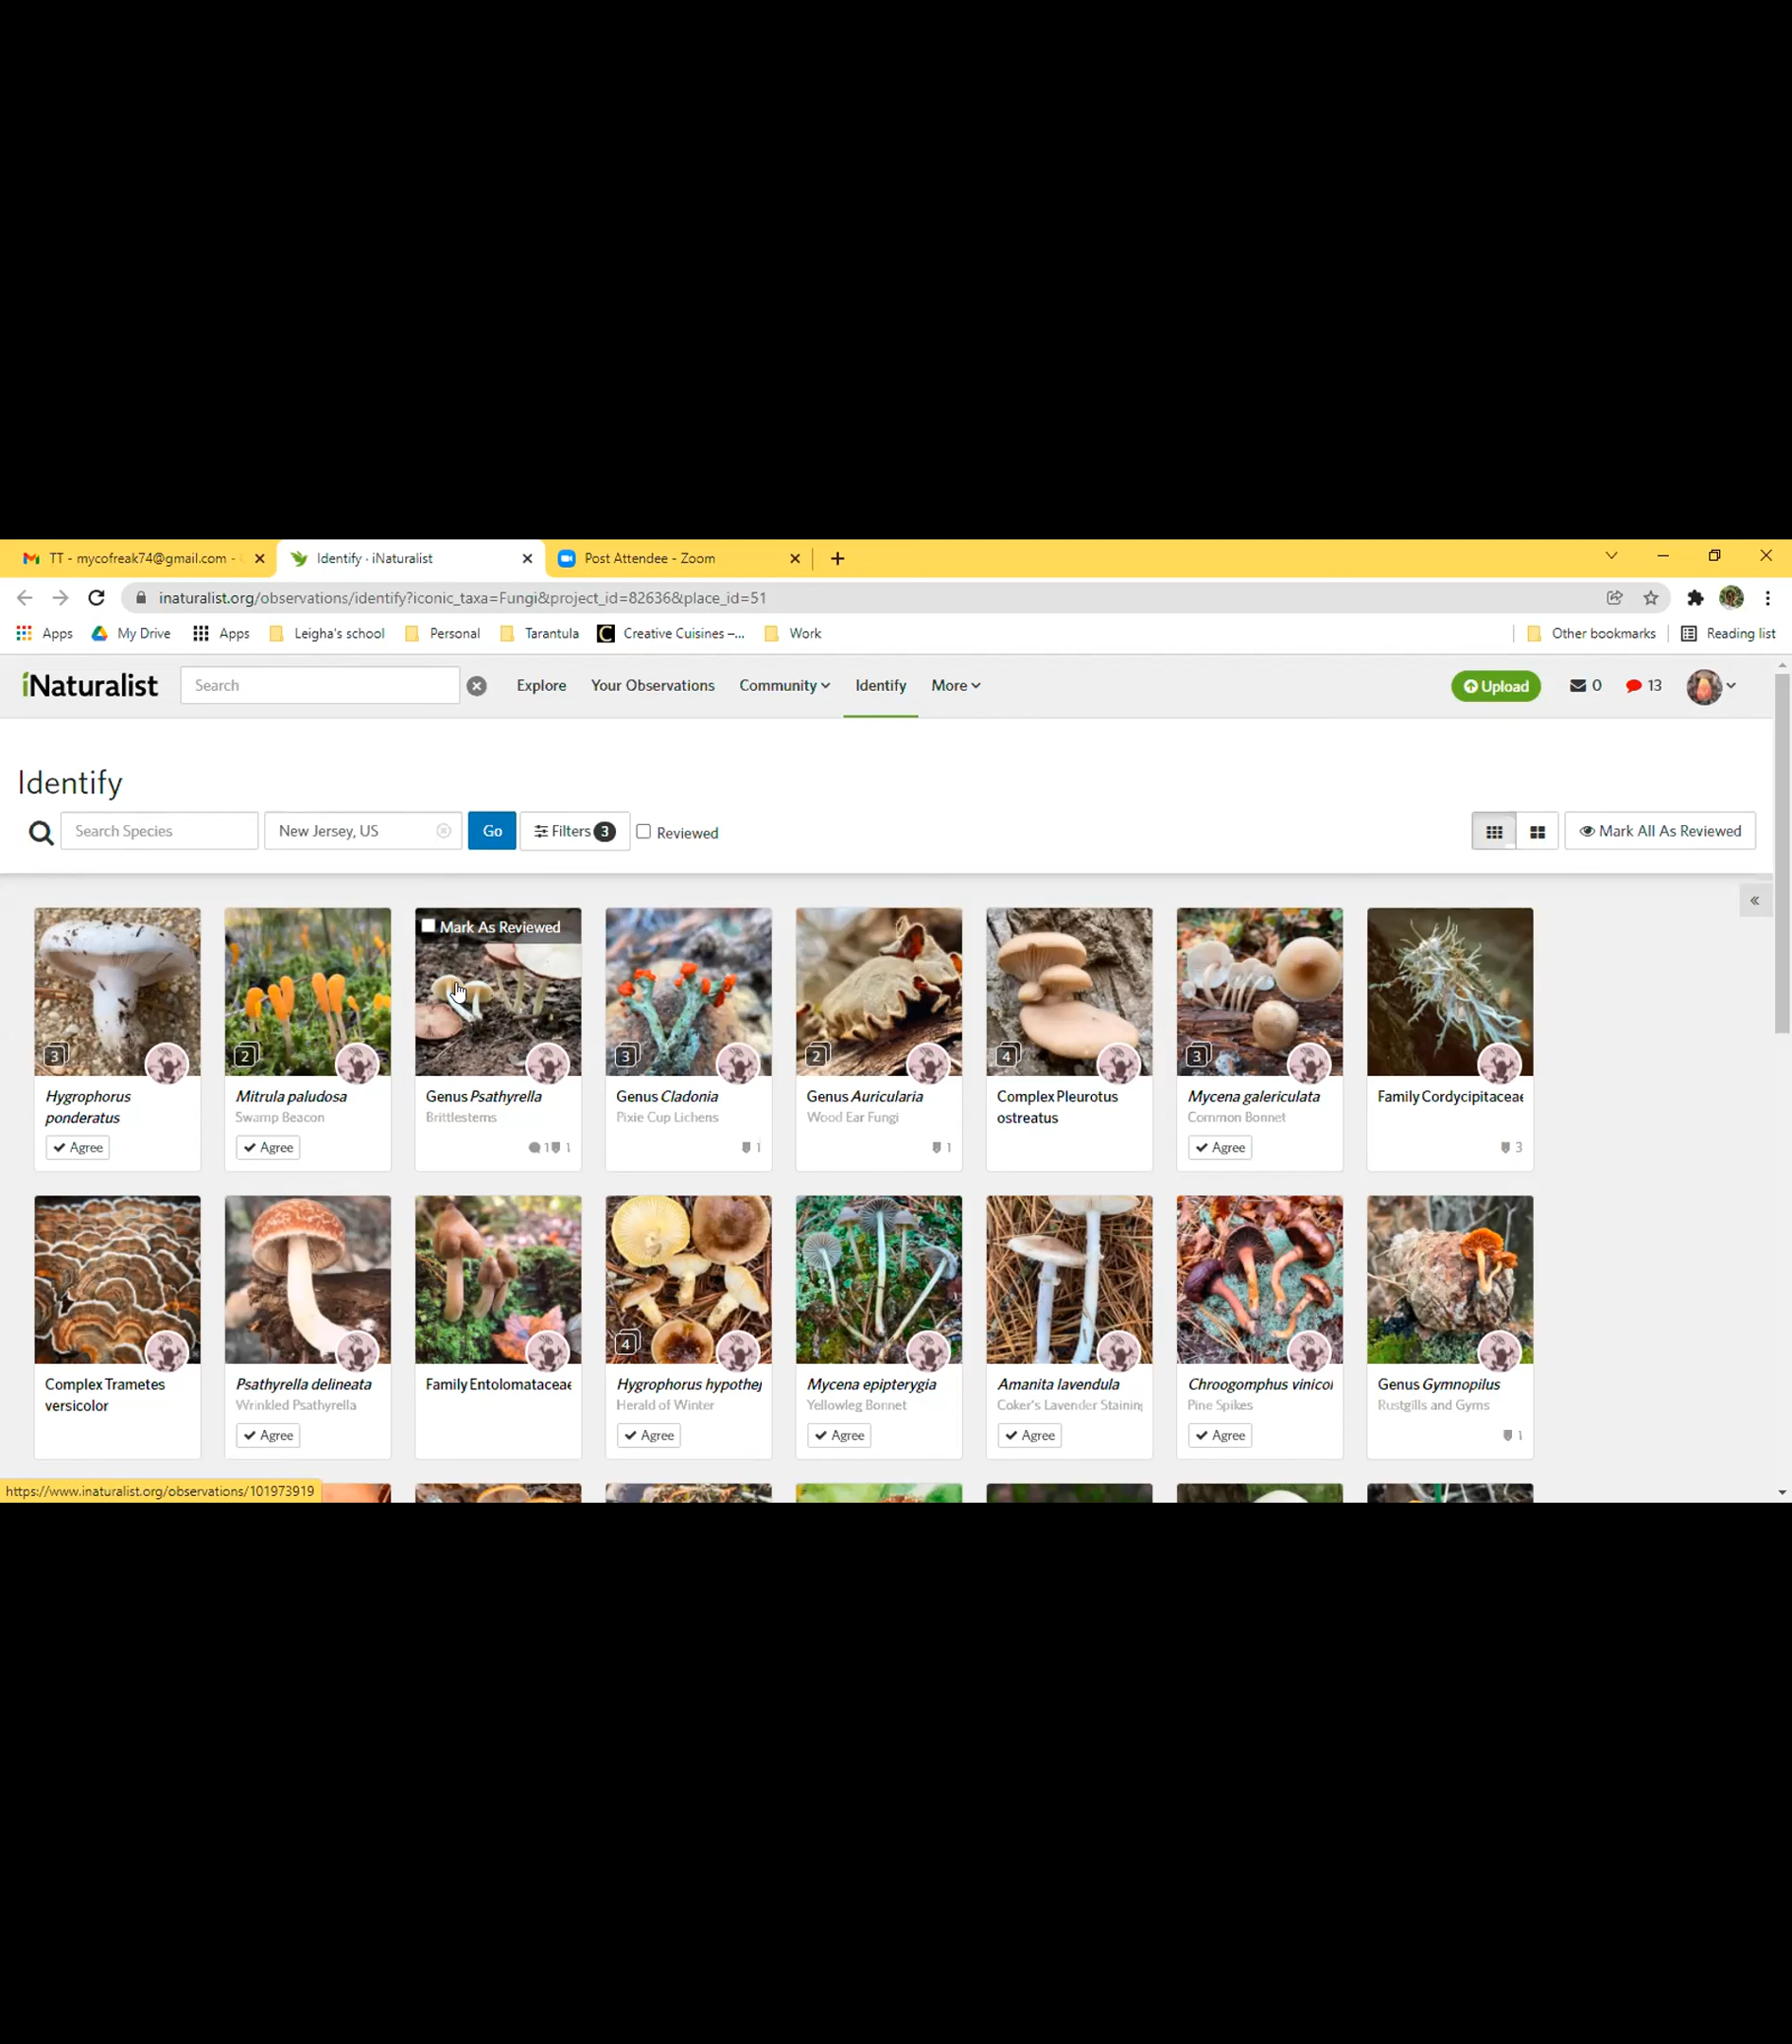 TT - mycofreak74@gmail.com -
Identify · iNaturalist
Post Attendee - Zoom
inaturalist.org/observations/identify?iconic_taxa=Fungi&project_id=82636&place_id=51
Apps My Drive Apps Leigha's school Personal Tarantula Creative Cuisines –... Work Other bookmarks Reading list
iNaturalist Search Explore Your Observations Community Identify More Upload 0 13
Identify
Search Species New Jersey, US Go Filters 3 Reviewed Mark All As Reviewed
«
Mark As Reviewed
3 2 3 2 4 3
Hygrophorus ponderatus
Agree
Mitrula paludosa
Swamp Beacon
Agree
Genus Psathyrella
Brittlestems
1 1
Genus Cladonia
Pixie Cup Lichens
1
Genus Auricularia
Wood Ear Fungi
1
Complex Pleurotus ostreatus
Mycena galericulata
Common Bonnet
Agree
Family Cordycipitaceae
3
Complex Trametes versicolor
Psathyrella delineata
Wrinkled Psathyrella
Agree
Family Entolomataceae
4
Hygrophorus hypothej
Herald of Winter
Agree
Mycena epipterygia
Yellowleg Bonnet
Agree
Amanita lavendula
Coker's Lavender Staining
Agree
Chroogomphus vinicol
Pine Spikes
Agree
Genus Gymnopilus
Rustgills and Gyms
1
https://www.inaturalist.org/observations/101973919